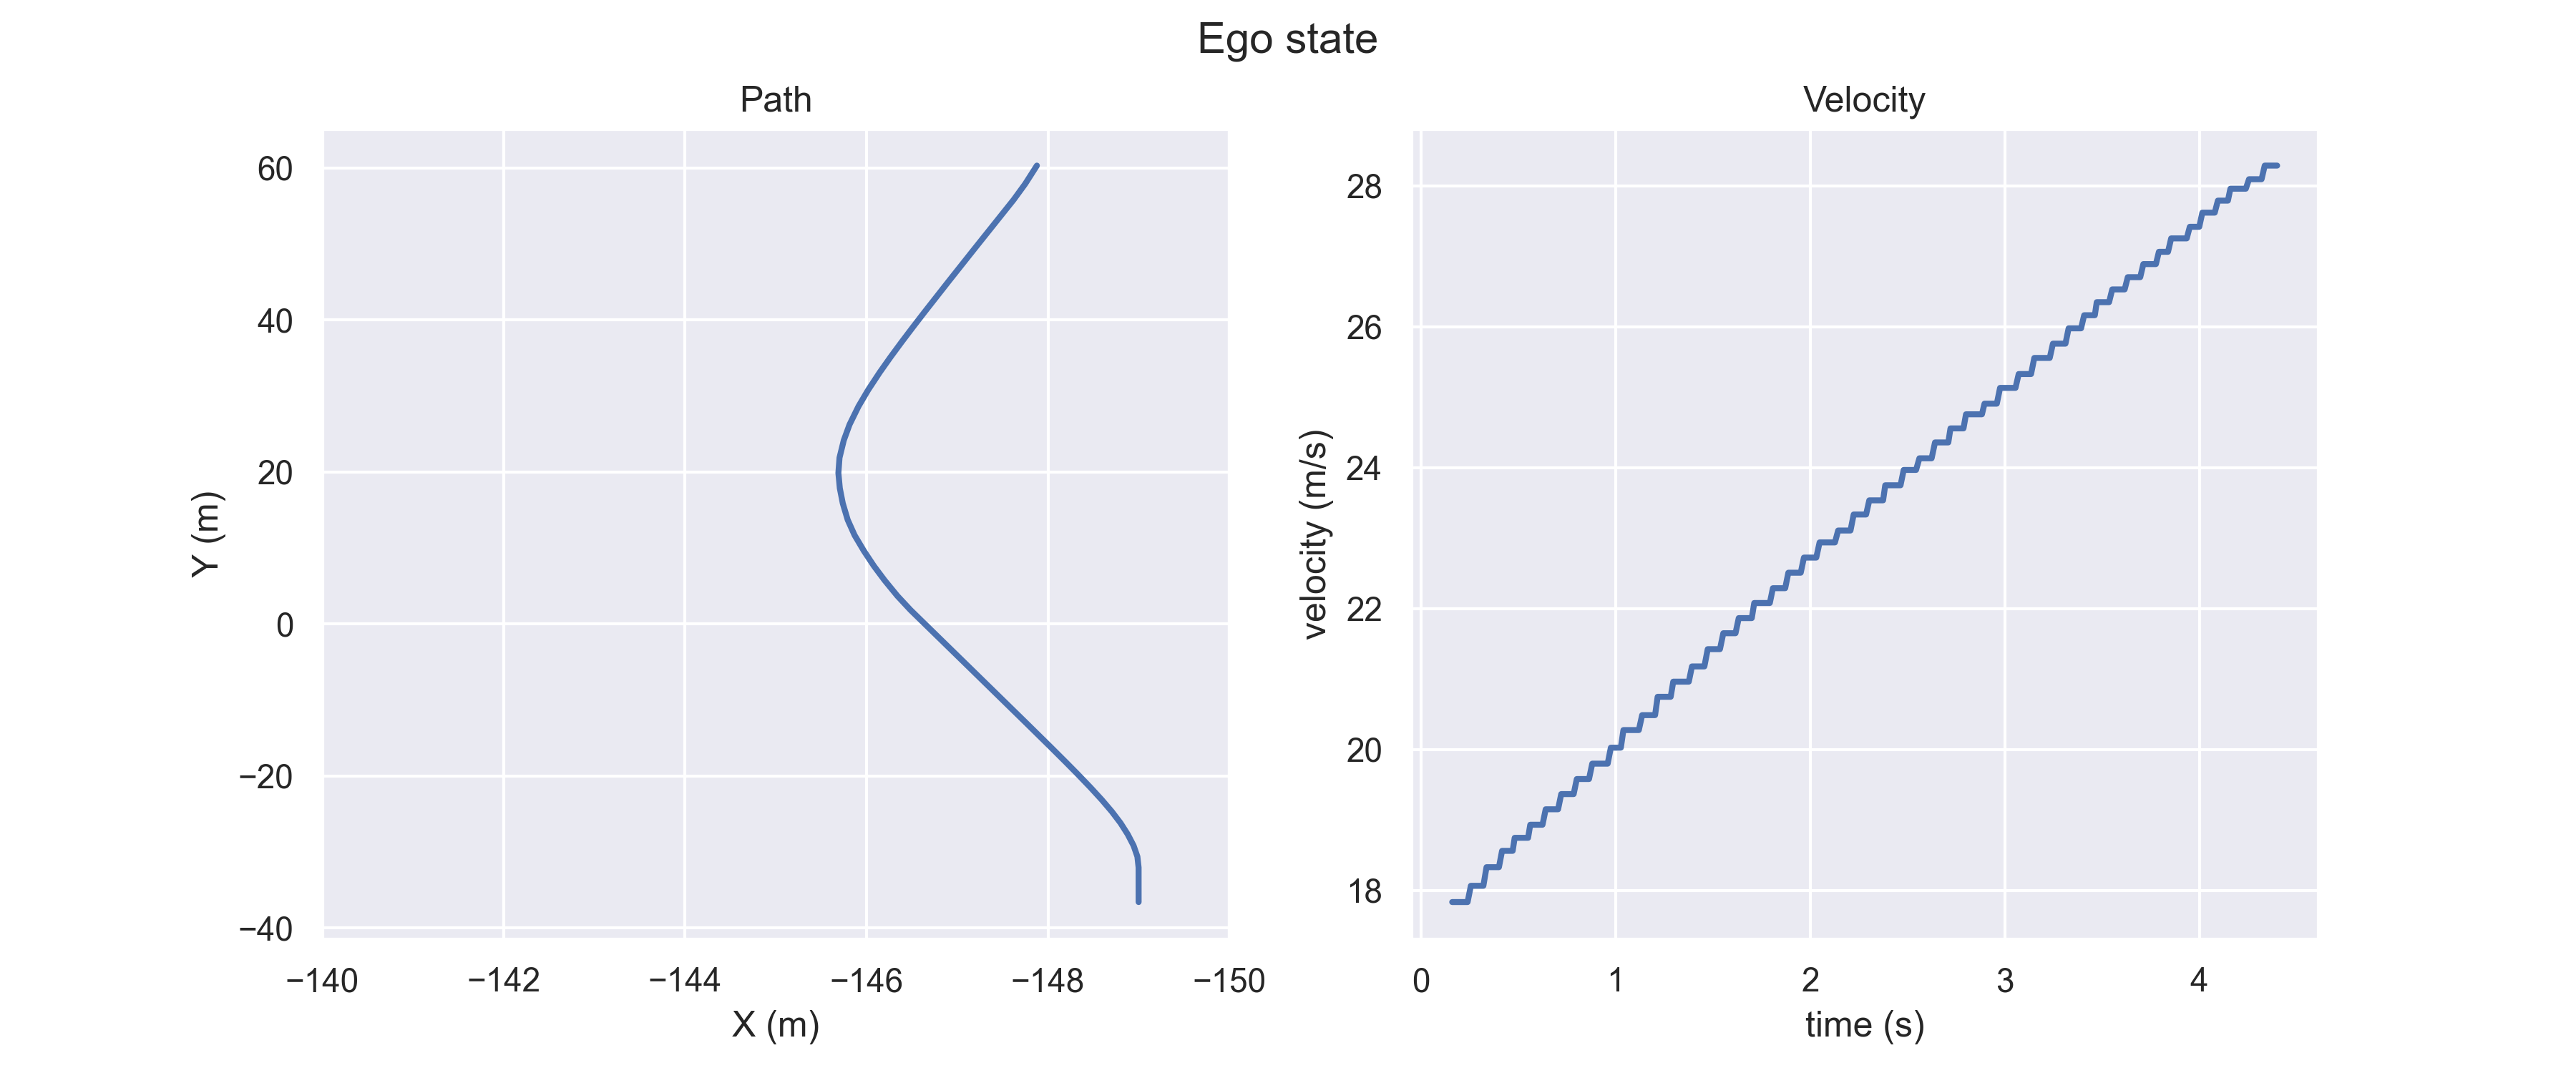 Ego state
Path
60
40
20
0
−20
−40
Y (m)
−140 −142 −144 −146 −148 −150
X (m)
Velocity
28
26
24
22
20
18
velocity (m/s)
0 1 2 3 4
time (s)